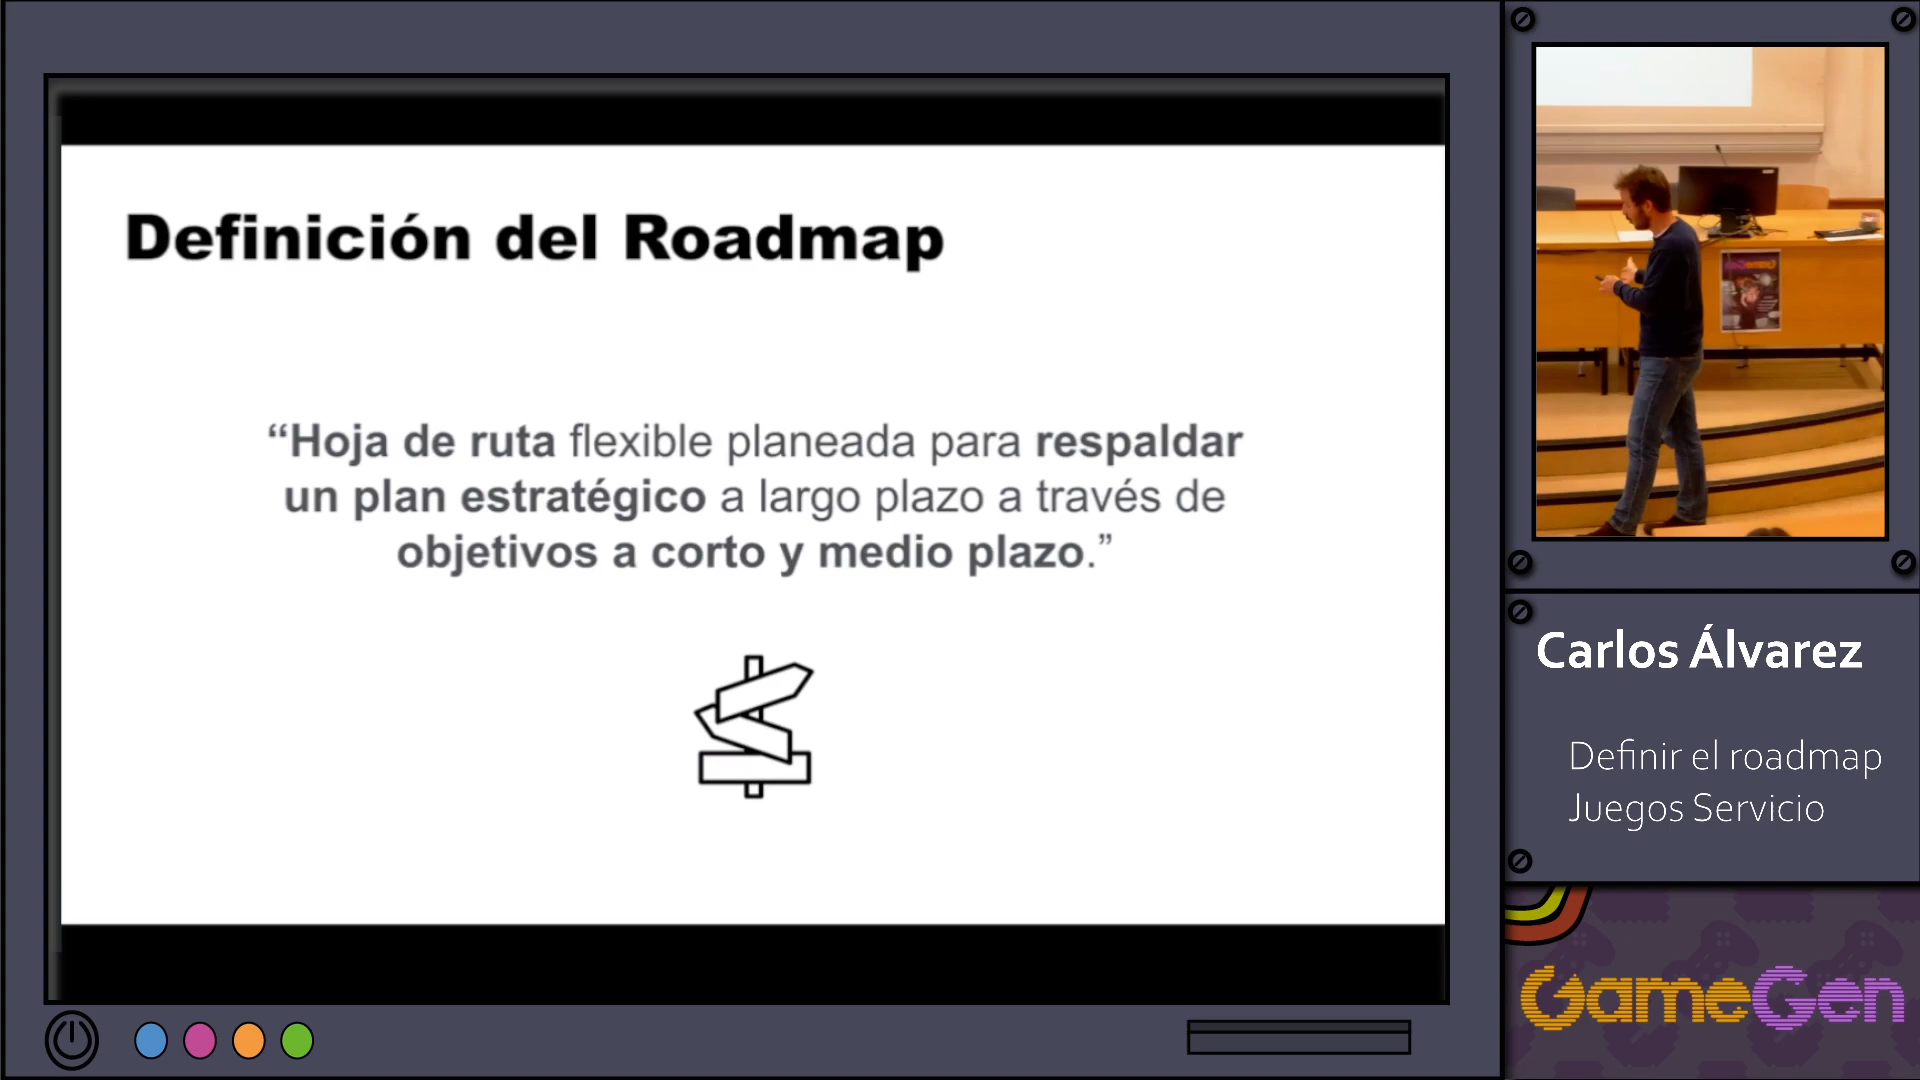 Definición del Roadmap
“Hoja de ruta flexible planeada para respaldar
un plan estratégico a largo plazo a través de
objetivos a corto y medio plazo.”
Carlos Álvarez
Definir el roadmap
Juegos Servicio
GameGen